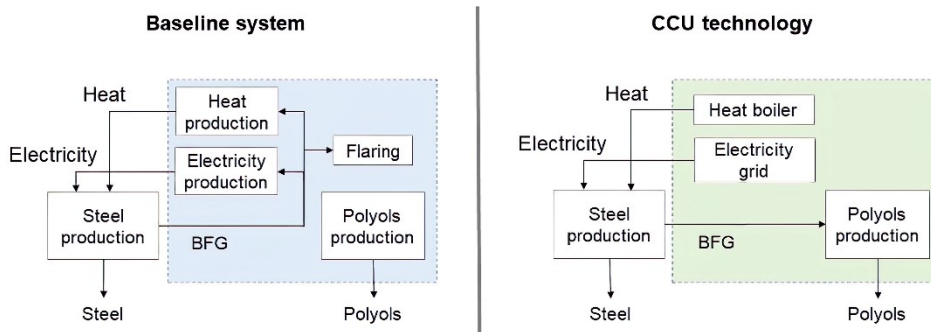 Baseline system
Heat
Heat
production
Flaring
Electricity
Electricity
production
Steel
production
BFG
Polyols
production
Steel
Polyols
CCU technology
Heat
Heat boiler
Electricity
Electricity
grid
Steel
production
BFG
Polyols
production
Steel
Polyols